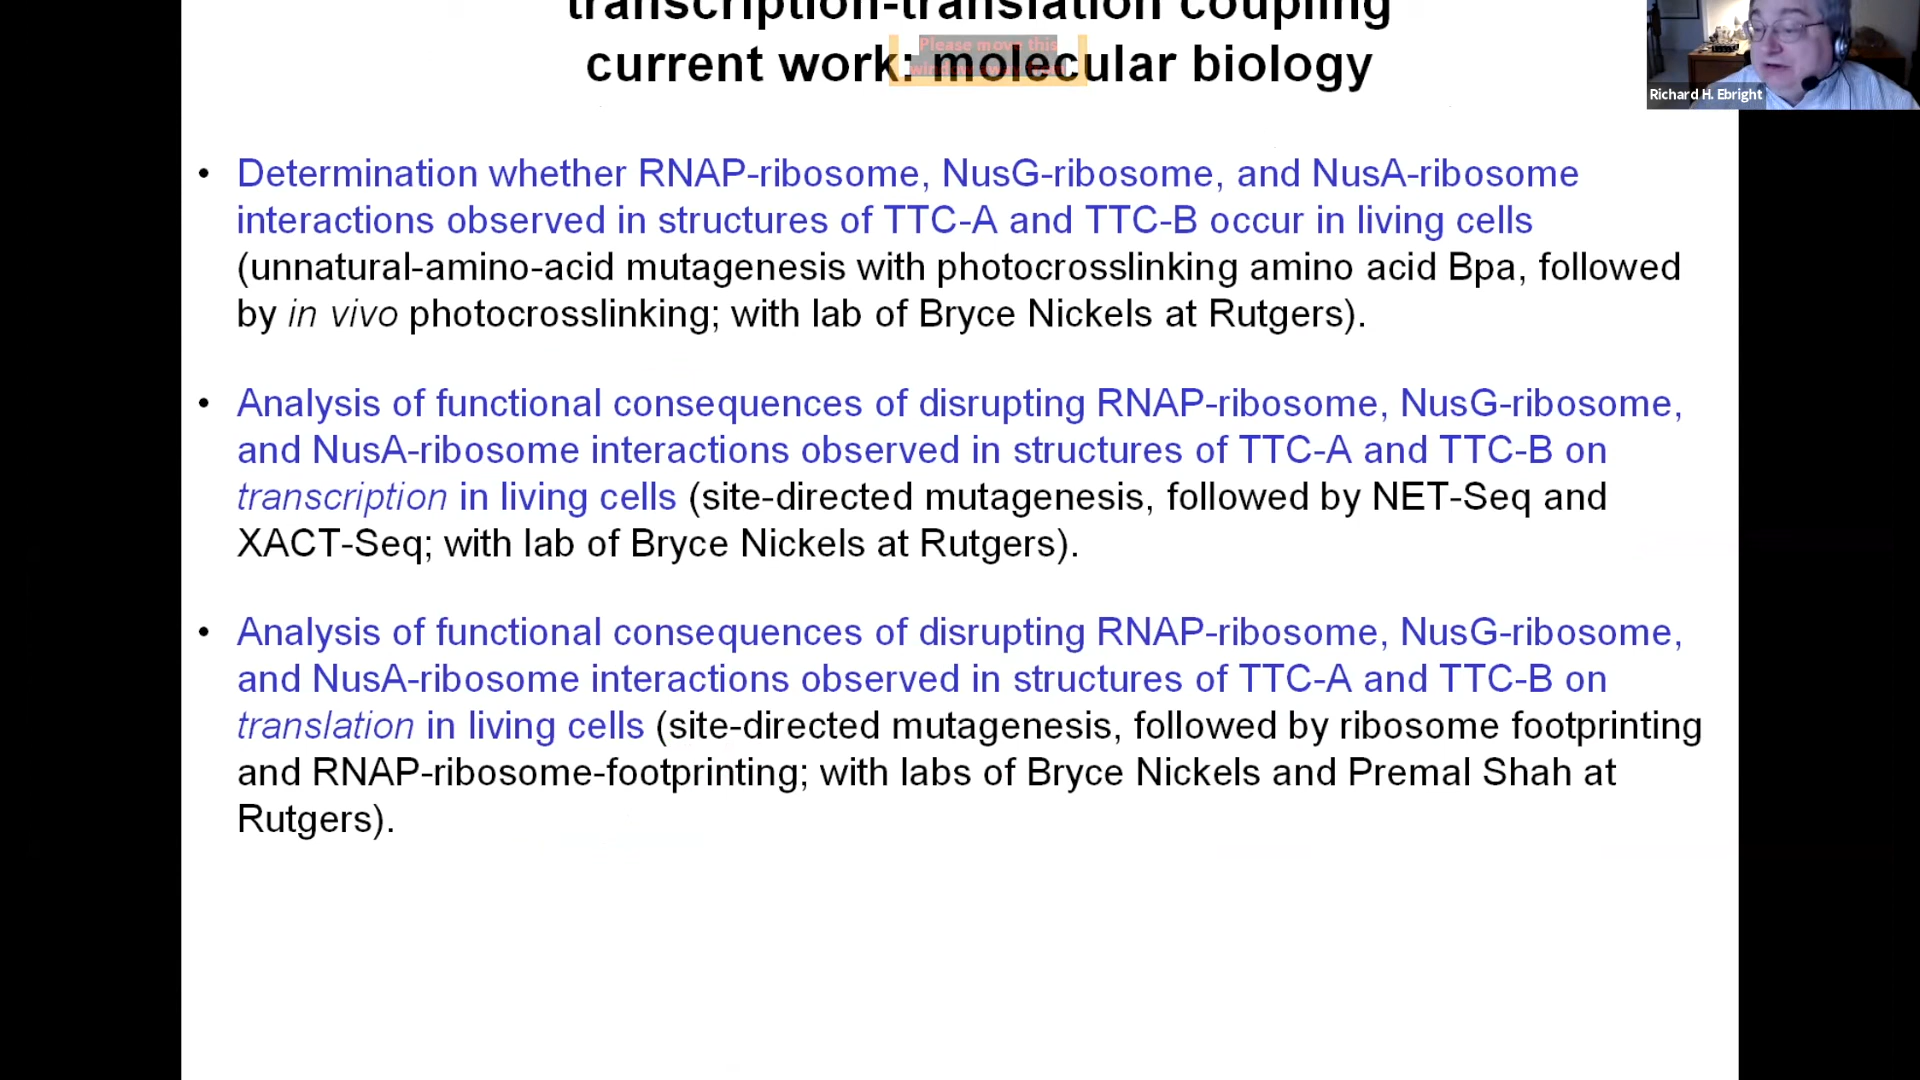 transcription-translation coupling
current work: molecular biology
Please move this
window away from
Richard H. Ebright
• Determination whether RNAP-ribosome, NusG-ribosome, and NusA-ribosome
interactions observed in structures of TTC-A and TTC-B occur in living cells
(unnatural-amino-acid mutagenesis with photocrosslinking amino acid Bpa, followed
by in vivo photocrosslinking; with lab of Bryce Nickels at Rutgers).
• Analysis of functional consequences of disrupting RNAP-ribosome, NusG-ribosome,
and NusA-ribosome interactions observed in structures of TTC-A and TTC-B on
transcription in living cells (site-directed mutagenesis, followed by NET-Seq and
XACT-Seq; with lab of Bryce Nickels at Rutgers).
• Analysis of functional consequences of disrupting RNAP-ribosome, NusG-ribosome,
and NusA-ribosome interactions observed in structures of TTC-A and TTC-B on
translation in living cells (site-directed mutagenesis, followed by ribosome footprinting
and RNAP-ribosome-footprinting; with labs of Bryce Nickels and Premal Shah at
Rutgers).